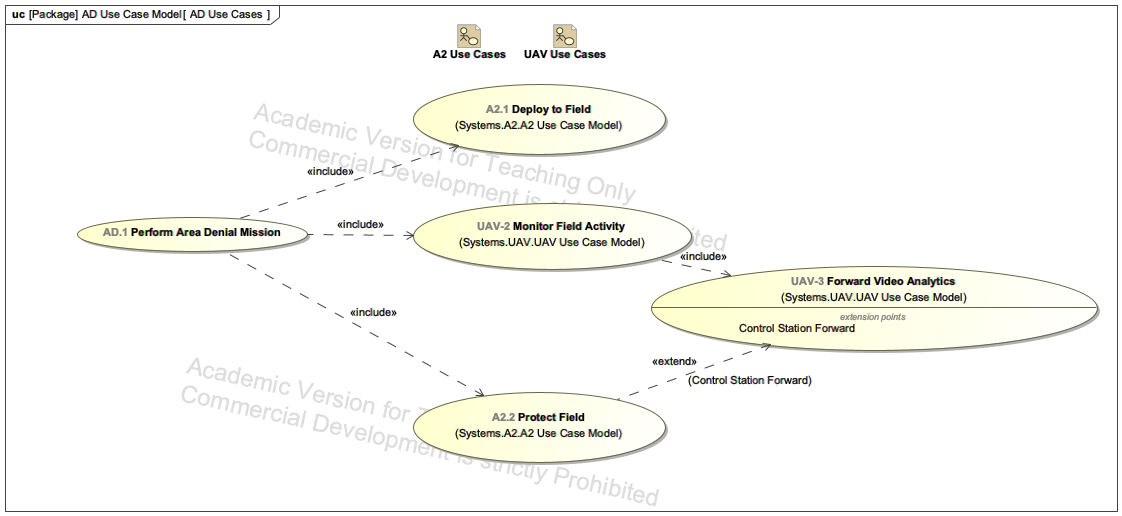 uc [Package] AD Use Case Model[ AD Use Cases ]
A2 Use Cases
UAV Use Cases
A2.1 Deploy to Field
(Systems.A2.A2 Use Case Model)
Academic Version for Teaching Only
Commercial Development is
«include»
AD.1 Perform Area Denial Mission
«include»
UAV-2 Monitor Field Activity
(Systems.UAV.UAV Use Case Model)
«include»
UAV-3 Forward Video Analytics
(Systems.UAV.UAV Use Case Model)
extension points
Control Station Forward
«include»
«extend»
(Control Station Forward)
Academic Version for
Commercial Development is strictly Prohibited
A2.2 Protect Field
(Systems.A2.A2 Use Case Model)